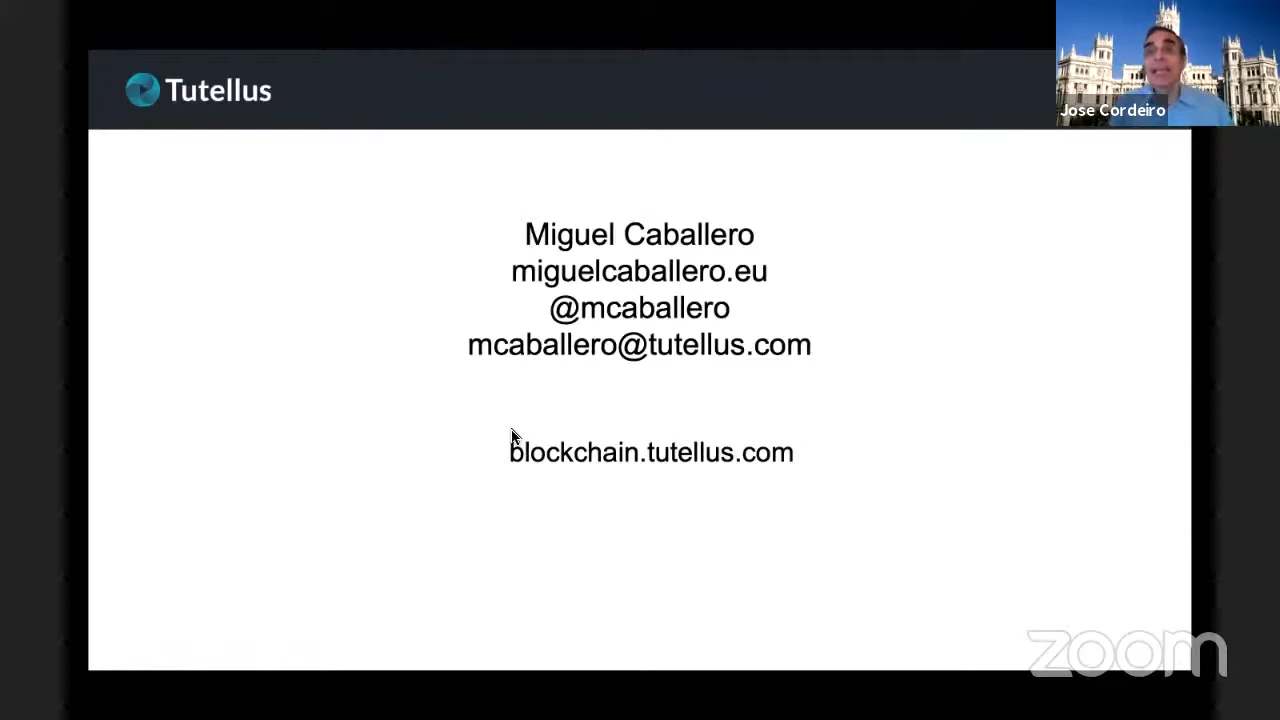 Tutellus
Jose Cordeiro
Miguel Caballero
miguelcaballero.eu
@mcaballero
mcaballero@tutellus.com
blockchain.tutellus.com
zoom